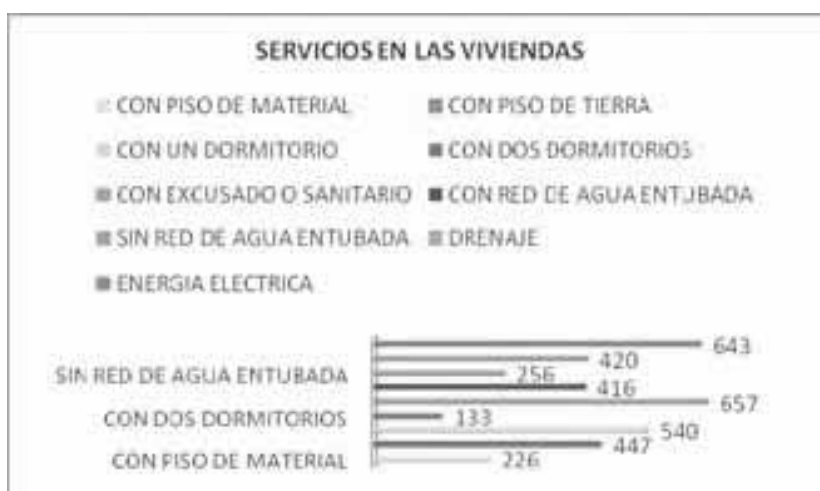 SERVICIOS EN LAS VIVIENDAS
CON PISO DE MATERIAL CON PISO DE TIERRA
CON UN DORMITORIO CON DOS DORMITORIOS
CON EXCUSADO O SANITARIO CON RED DE AGUA ENTUBADA
SIN RED DE AGUA ENTUBADA DRENAJE
ENERGIA ELECTRICA
643
420
SIN RED DE AGUA ENTUBADA 256
416
657
CON DOS DORMITORIOS 133
540
447
CON PISO DE MATERIAL 226